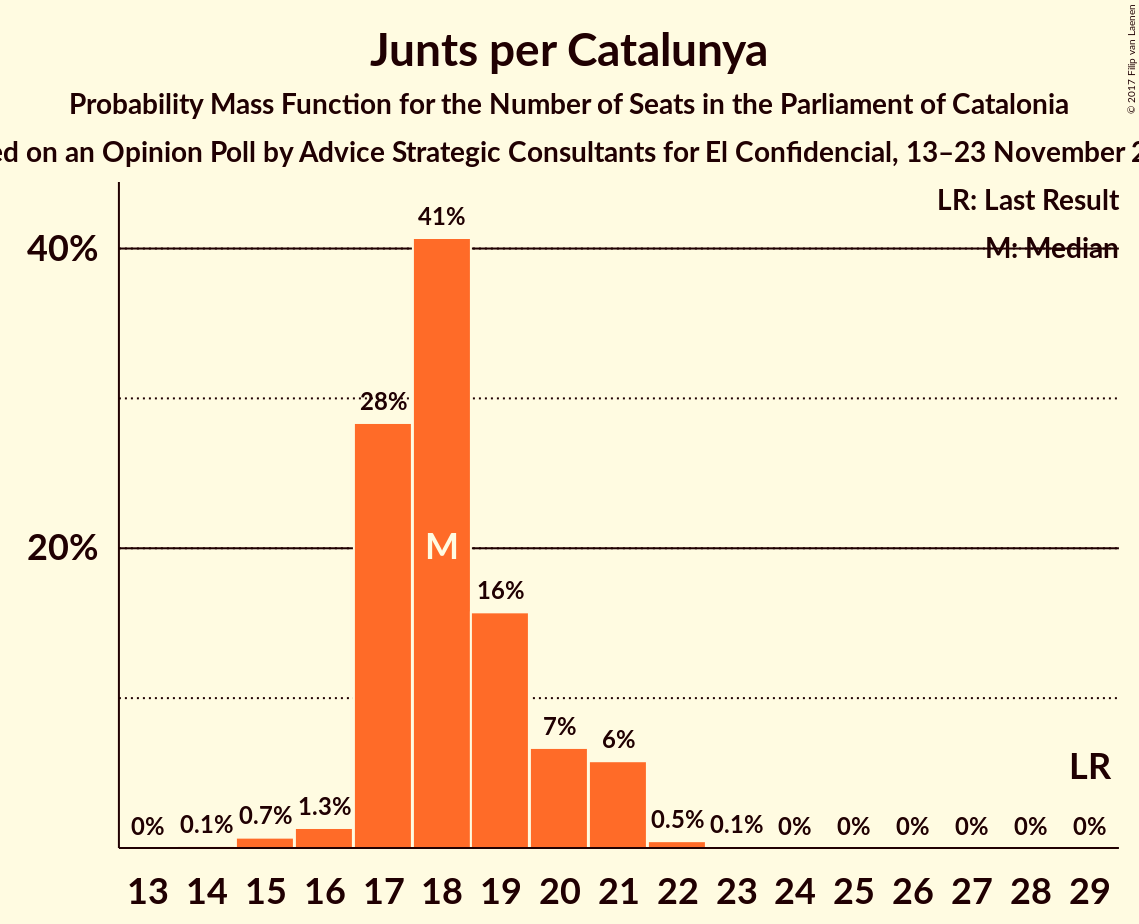 Junts per Catalunya
Probability Mass Function for the Number of Seats in the Parliament of Catalonia
on an Opinion Poll by Advice Strategic Consultants for El Confidencial, 13–23 November
© 2017 Filip van Laenen
LR: Last Result
M: Median
40%
20%
0%
0.1%
0.7%
1.3%
28%
41%
M
16%
7%
6%
0.5%
0.1%
0%
0%
0%
0%
0%
0%
LR
13 14 15 16 17 18 19 20 21 22 23 24 25 26 27 28 29